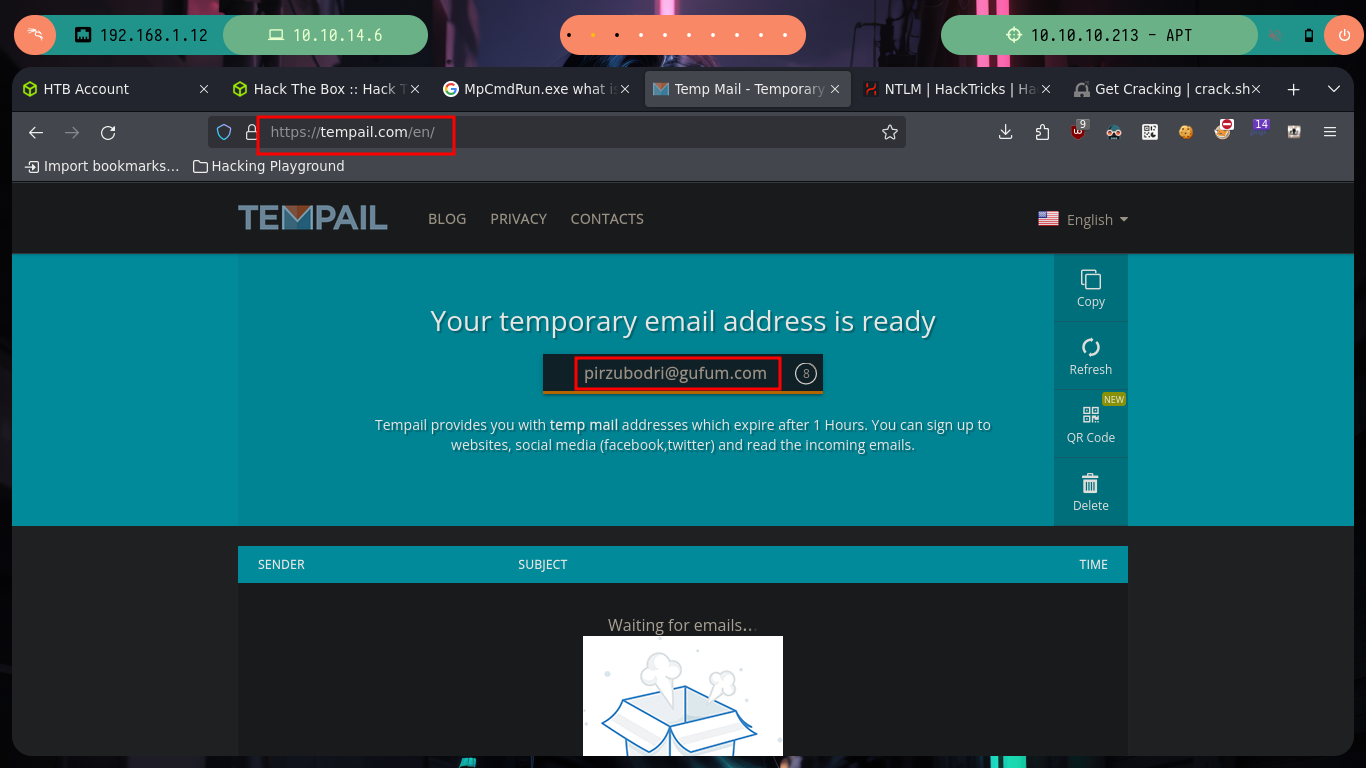 192.168.1.12 10.10.14.6 10.10.10.213 - APT
HTB Account Hack The Box :: Hack T MpCmdRun.exe what is Temp Mail - Temporary NTLM | HackTricks | Ha Get Cracking | crack.sh
https://tempail.com/en/ 9 14
Import bookmarks... Hacking Playground
TEMPAIL BLOG PRIVACY CONTACTS English
Copy
Your temporary email address is ready
pirzubodri@gufum.com 8
Refresh
NEW
Tempail provides you with temp mail addresses which expire after 1 Hours. You can sign up to
websites, social media (facebook,twitter) and read the incoming emails.
QR Code
Delete
SENDER SUBJECT TIME
Waiting for emails..